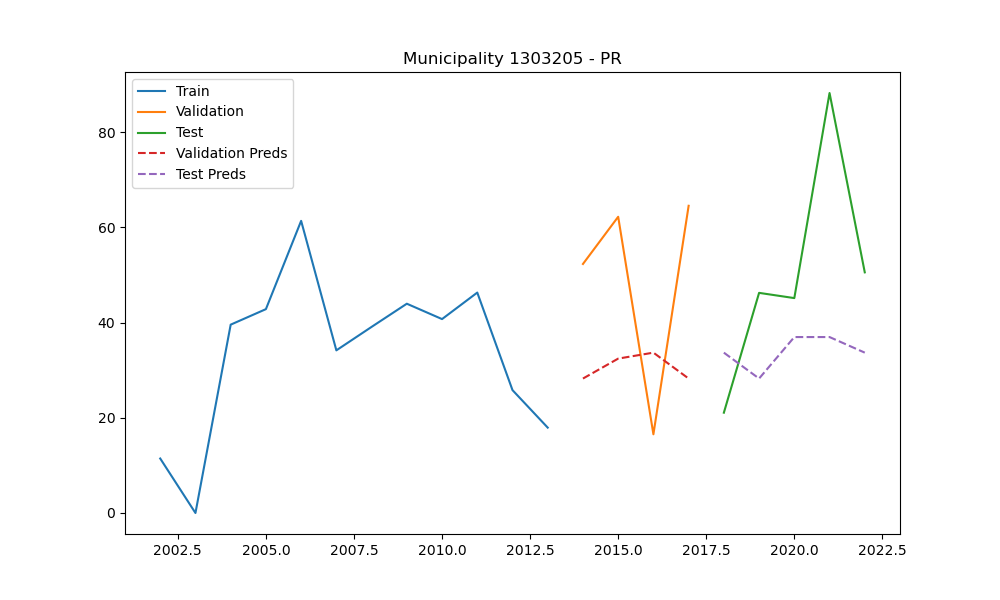 Municipality 1303205 - PR
Train
Validation
Test
Validation Preds
Test Preds
80
60
40
20
0
2002.5 2005.0 2007.5 2010.0 2012.5 2015.0 2017.5 2020.0 2022.5